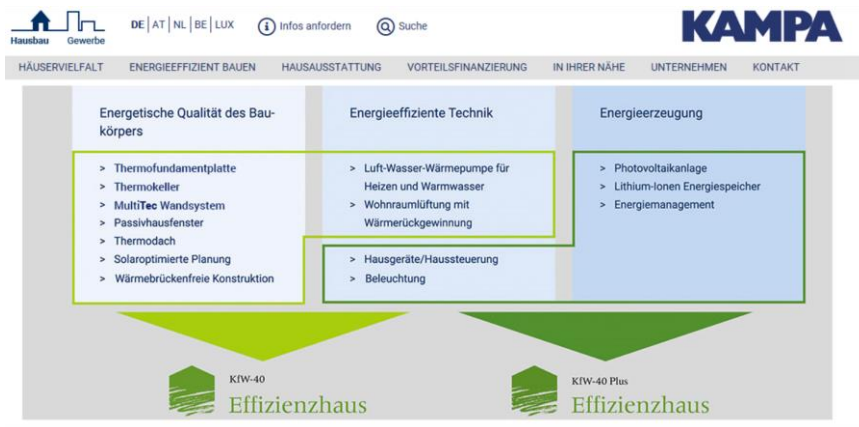 Hausbau Gewerbe
DE | AT | NL | BE | LUX
i Infos anfordern
Suche
KAMPA
HÄUSERVIELFALT ENERGIEEFFIZIENT BAUEN HAUSAUSSTATTUNG VORTEILSFINANZIERUNG IN IHRER NÄHE UNTERNEHMEN KONTAKT
Energetische Qualität des Bau-
körpers
> Thermofundamentplatte
> Thermokeller
> MultiTec Wandsystem
> Passivhausfenster
> Thermodach
> Solaroptimierte Planung
> Wärmebrückenfreie Konstruktion
Energieeffiziente Technik
> Luft-Wasser-Wärmepumpe für
Heizen und Warmwasser
> Wohnraumlüftung mit
Wärmerückgewinnung
> Hausgeräte/Haussteuerung
> Beleuchtung
Energieerzeugung
> Photovoltaikanlage
> Lithium-Ionen Energiespeicher
> Energiemanagement
KfW-40
Effizienzhaus
KfW-40 Plus
Effizienzhaus